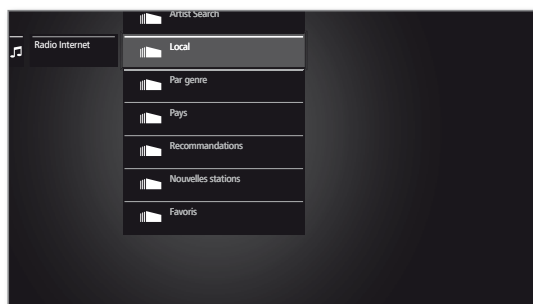 Artist Search
Radio Internet
Local
Par genre
Pays
Recommandations
Nouvelles stations
Favoris